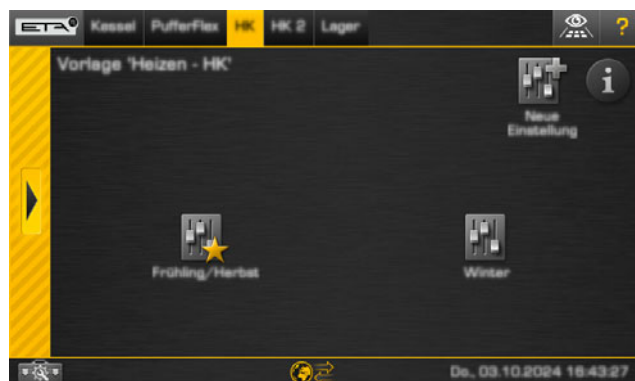 ETA Kessel PufferFlex HK HK 2 Lager ?
Vorlage 'Heizen - HK'
i
Neue
Einstellung
Frühling/Herbst
Winter
Do., 03.10.2024 16:43:27